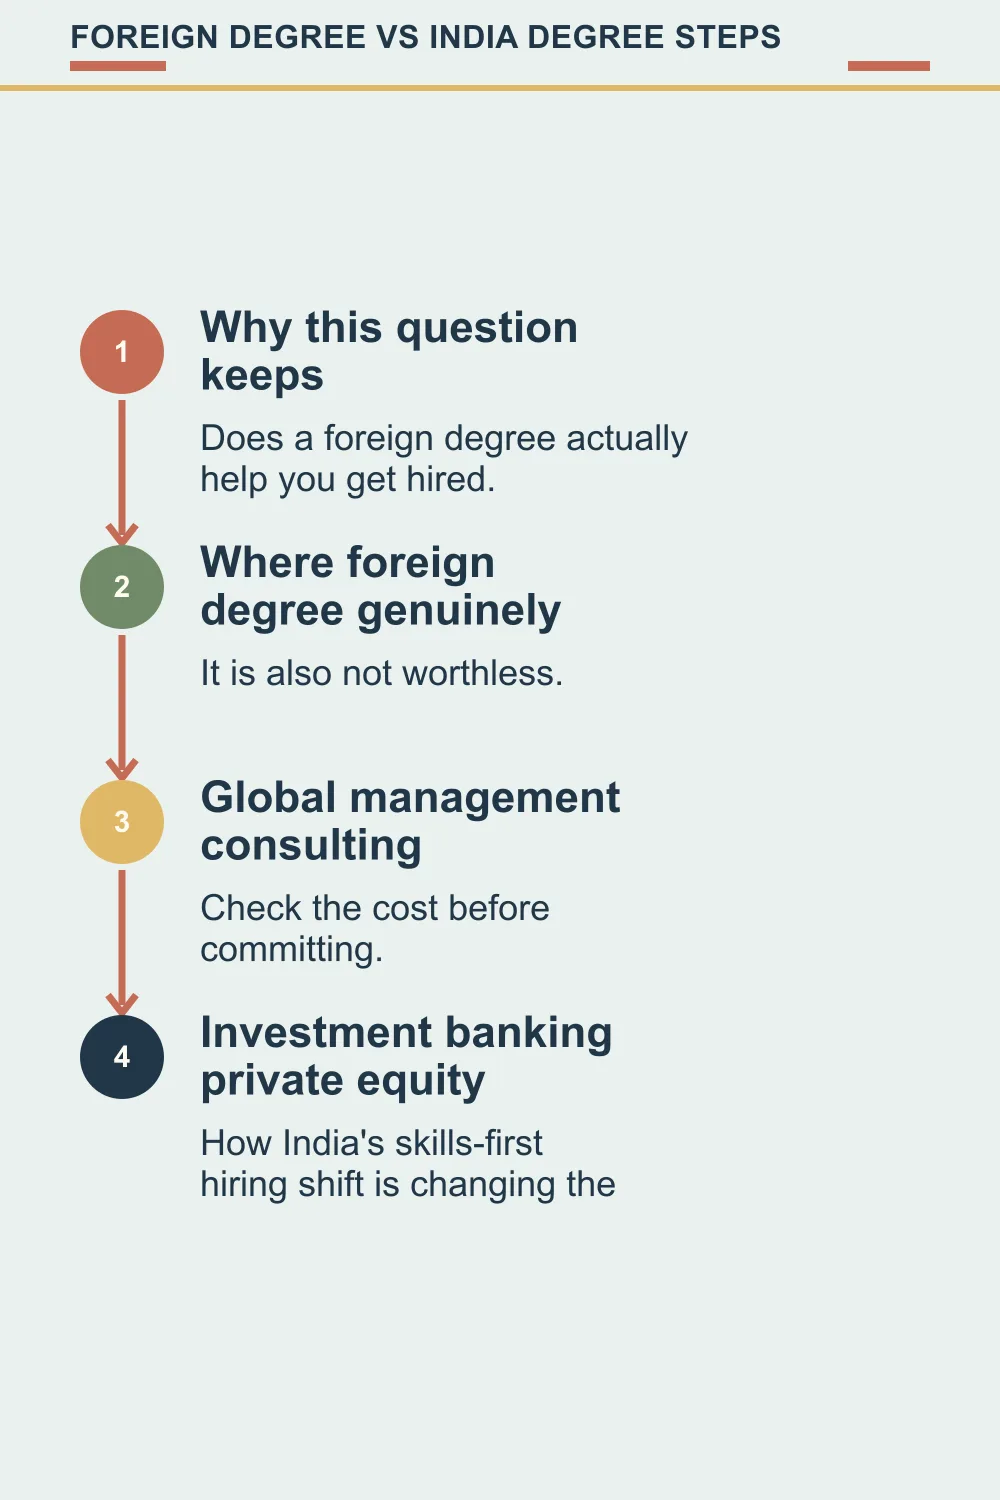 FOREIGN DEGREE VS INDIA DEGREE STEPS
1
Why this question
keeps
Does a foreign degree actually
help you get hired.
2
Where foreign
degree genuinely
It is also not worthless.
3
Global management
consulting
Check the cost before
committing.
4
Investment banking
private equity
How India's skills-first
hiring shift is changing the